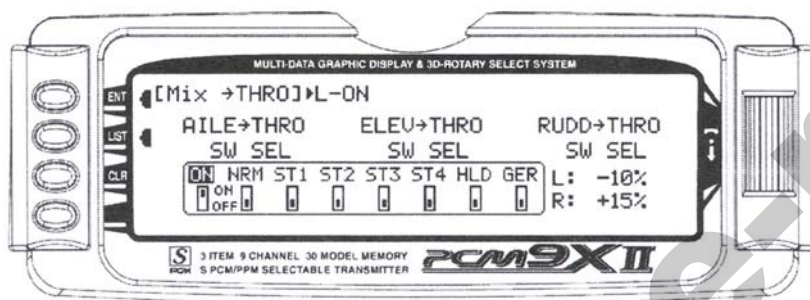 MULTI-DATA GRAPHIC DISPLAY & 3D-ROTARY SELECT SYSTEM
ENT
LIST
CLR
[Mix →THRO]▶L-ON
AILE→THRO ELEV→THRO RUDD→THRO
SW SEL SW SEL SW SEL
ON NRM ST1 ST2 ST3 ST4 HLD GER L: -10%
ON
OFF R: +15%
S
PCM
3 ITEM 9 CHANNEL 30 MODEL MEMORY
S PCM/PPM SELECTABLE TRANSMITTER
PCM9XII